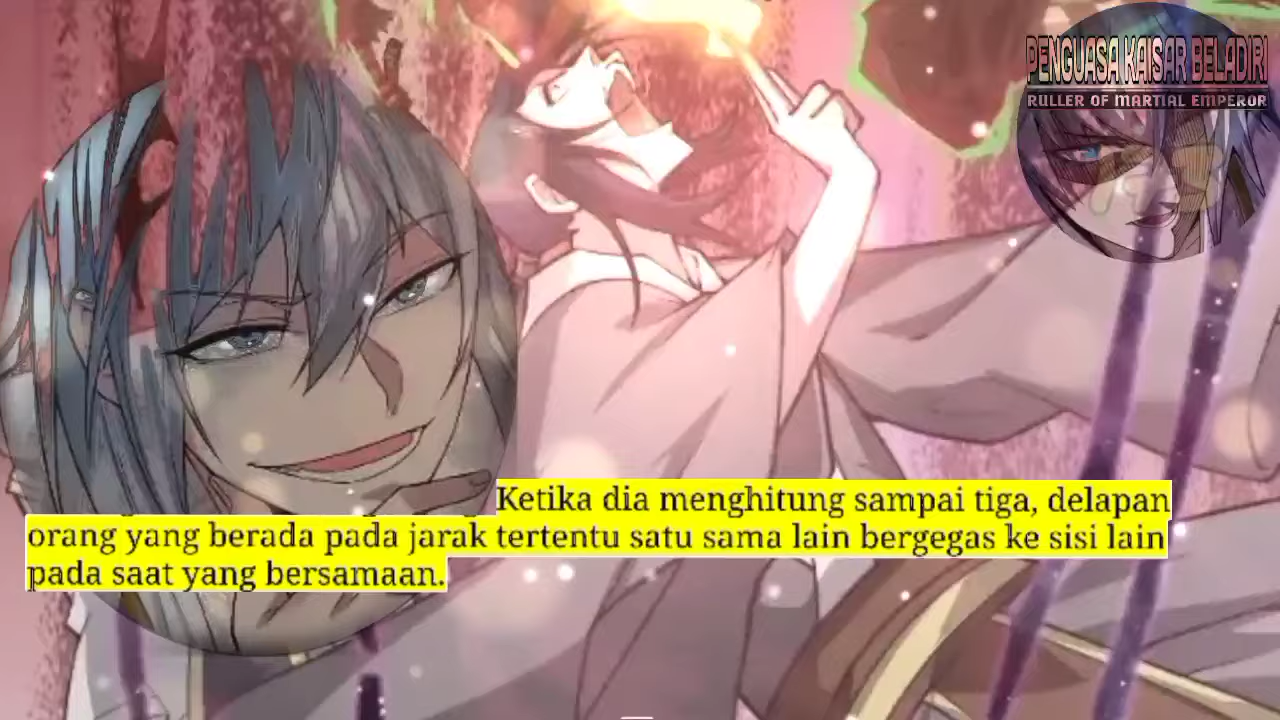 PENGUASA KAISAR BELADIRI
RULLER OF MARTIAL EMPEROR
Ketika dia menghitung sampai tiga, delapan
orang yang berada pada jarak tertentu satu sama lain bergegas ke sisi lain
pada saat yang bersamaan.